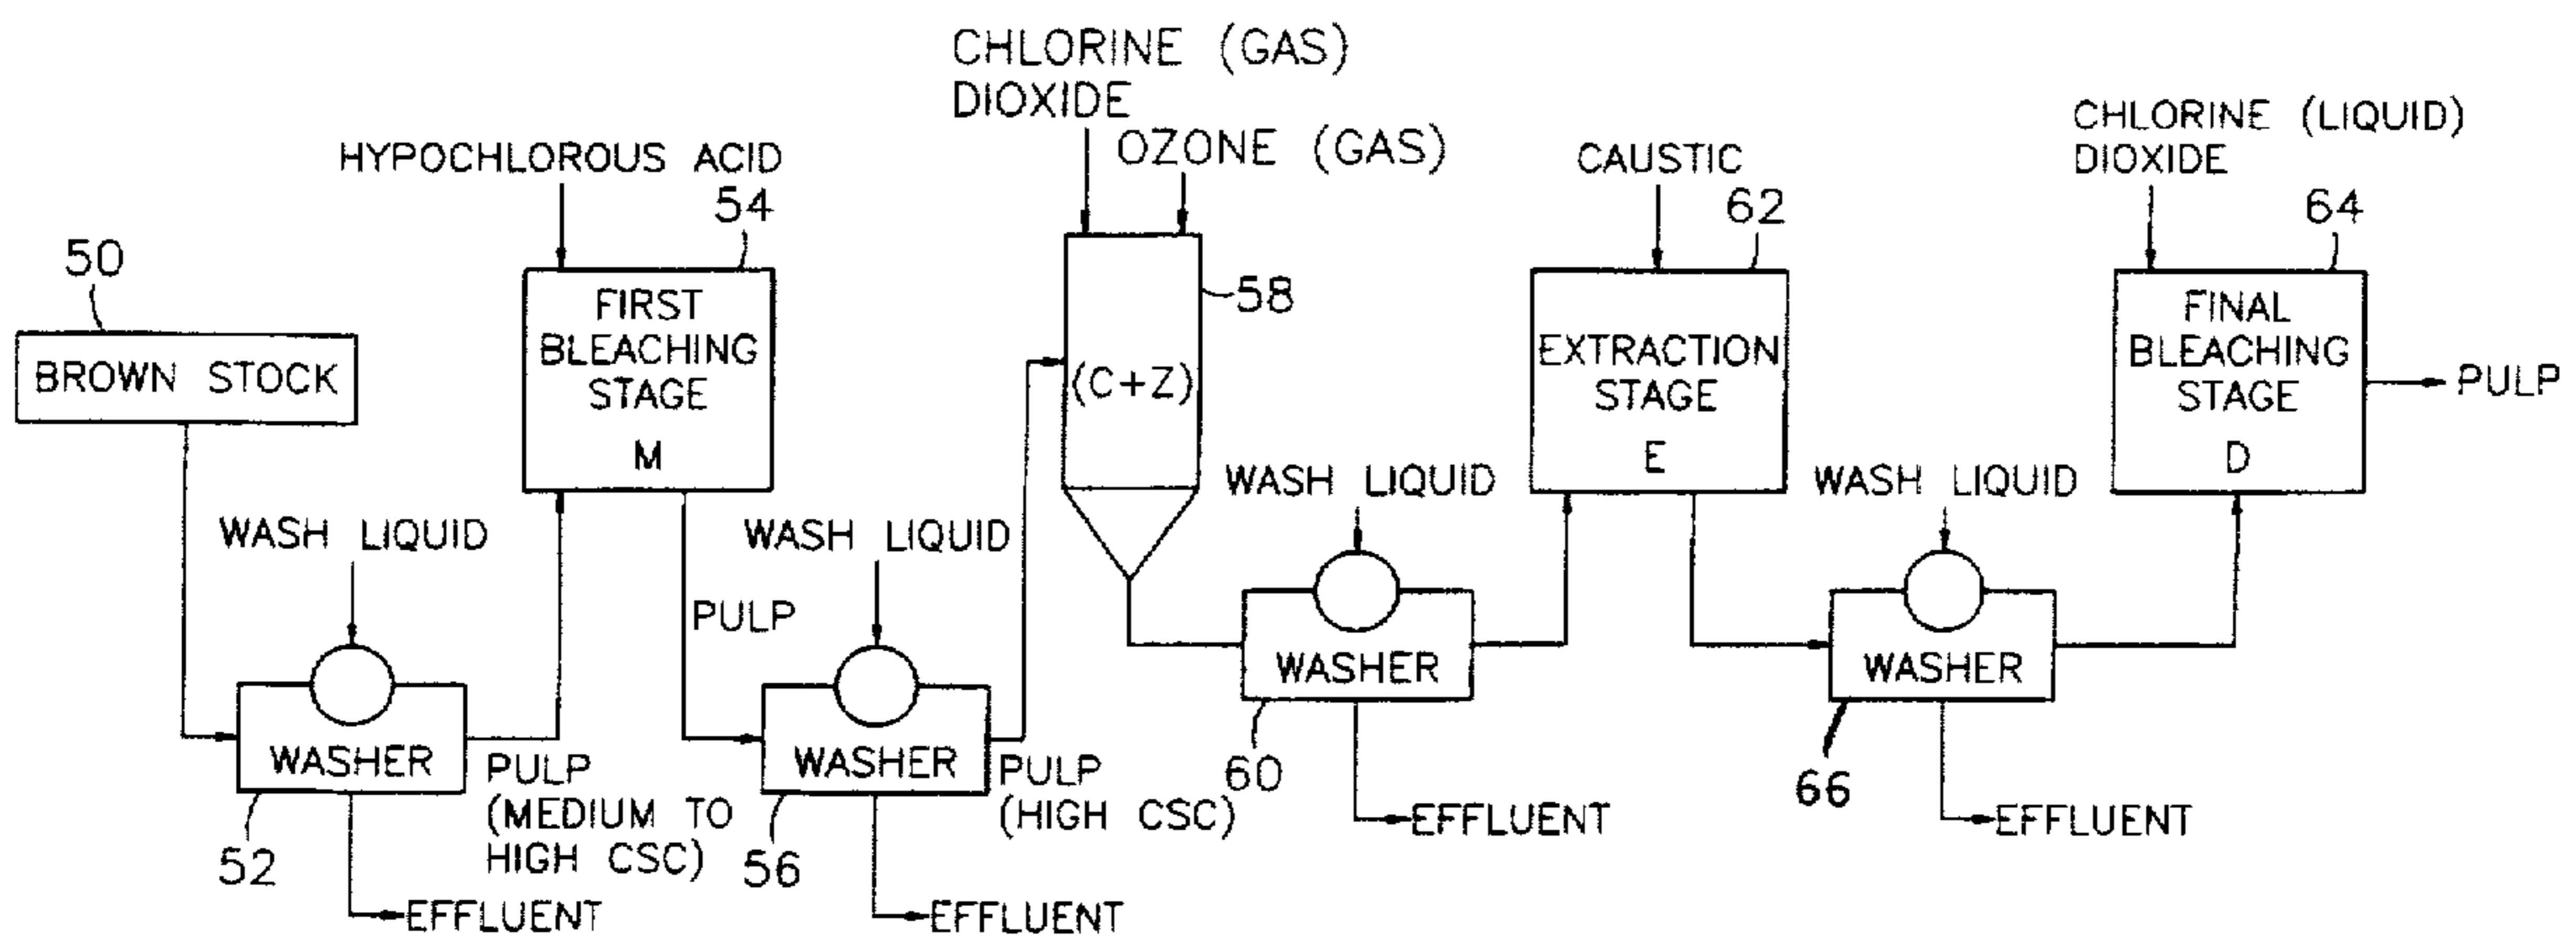 CHLORINE (GAS)
DIOXIDE
OZONE (GAS)
HYPOCHLOROUS ACID
54
CAUSTIC
62
CHLORINE (LIQUID)
DIOXIDE
64
50
BROWN STOCK
FIRST
BLEACHING
STAGE
M
58
(C+Z)
EXTRACTION
STAGE
E
FINAL
BLEACHING
STAGE
D
PULP
WASH LIQUID
WASHER
52
PULP
(MEDIUM TO
HIGH CSC)
EFFLUENT
PULP
WASH LIQUID
WASHER
56
PULP
(HIGH CSC)
EFFLUENT
WASH LIQUID
WASHER
60
EFFLUENT
WASH LIQUID
WASHER
66
EFFLUENT